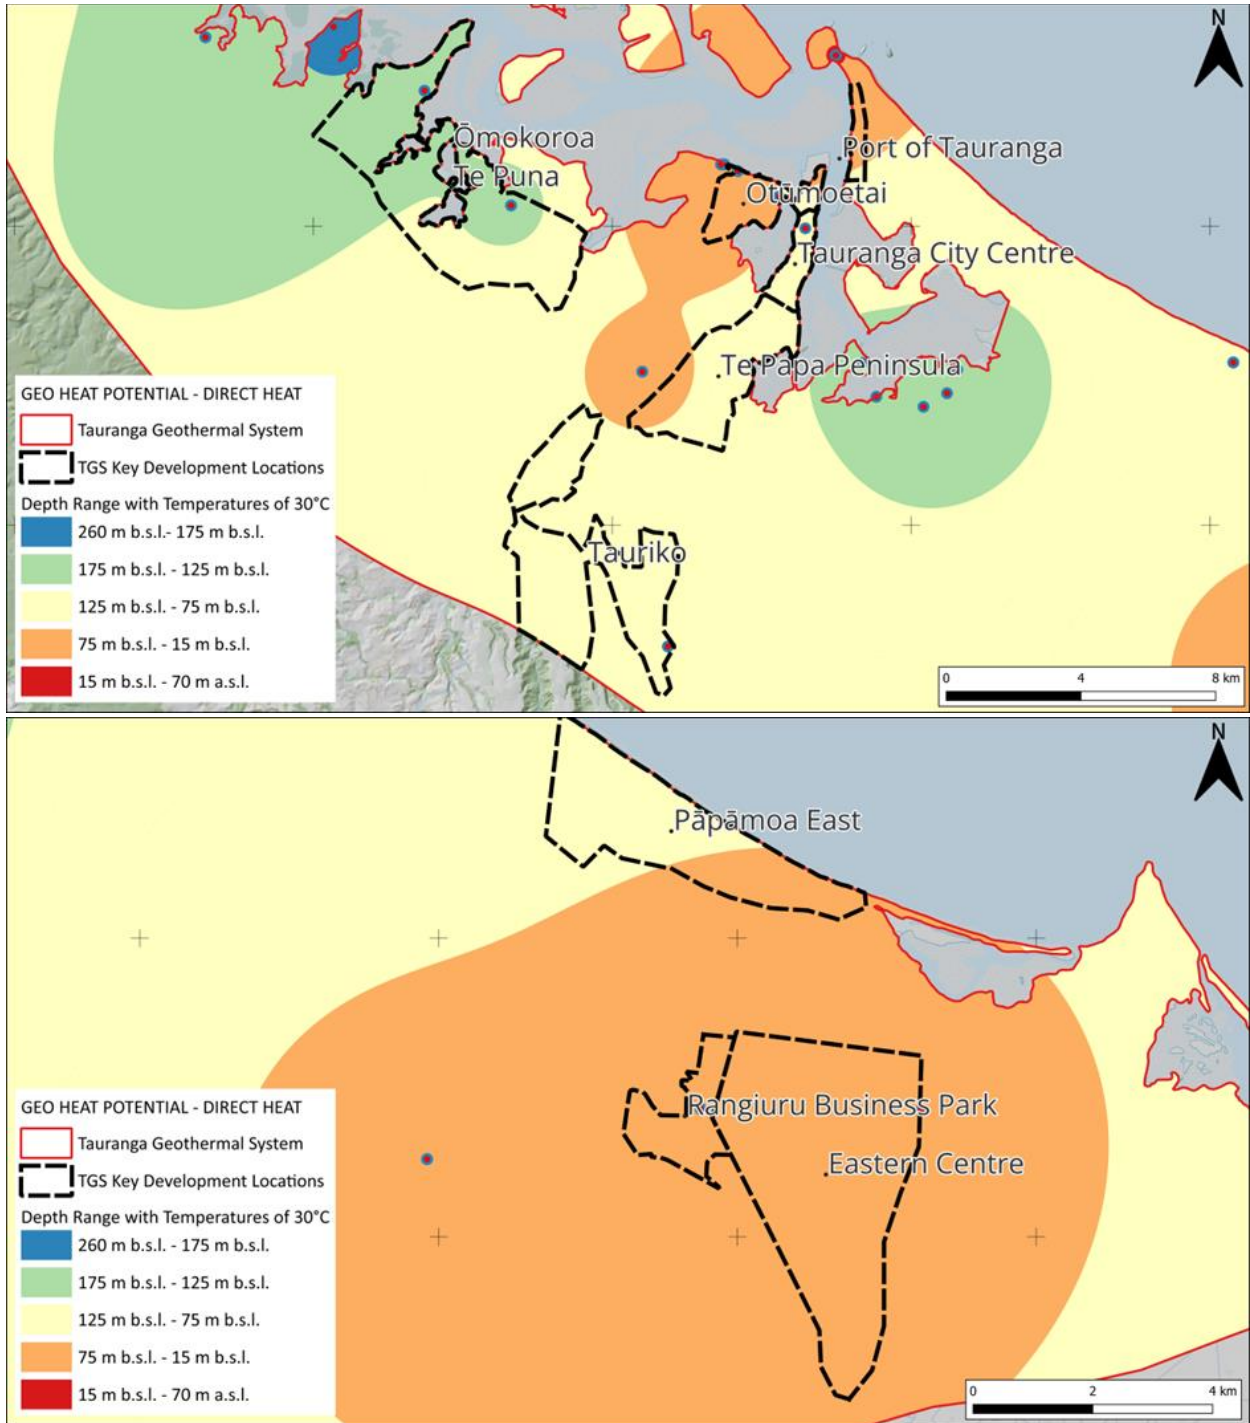 N
Ōmokoroa
Te Puna
Port of Tauranga
Otūmoetai
Tauranga City Centre
Te Papa Peninsula
Tauriko
GEO HEAT POTENTIAL - DIRECT HEAT
Tauranga Geothermal System
TGS Key Development Locations
Depth Range with Temperatures of 30°C
260 m b.s.l.- 175 m b.s.l.
175 m b.s.l. - 125 m b.s.l.
125 m b.s.l. - 75 m b.s.l.
75 m b.s.l. - 15 m b.s.l.
15 m b.s.l. - 70 m a.s.l.
0 4 8 km
N
Pāpāmoa East
Rangiuru Business Park
Eastern Centre
GEO HEAT POTENTIAL - DIRECT HEAT
Tauranga Geothermal System
TGS Key Development Locations
Depth Range with Temperatures of 30°C
260 m b.s.l. - 175 m b.s.l.
175 m b.s.l. - 125 m b.s.l.
125 m b.s.l. - 75 m b.s.l.
75 m b.s.l. - 15 m b.s.l.
15 m b.s.l. - 70 m a.s.l.
0 2 4 km